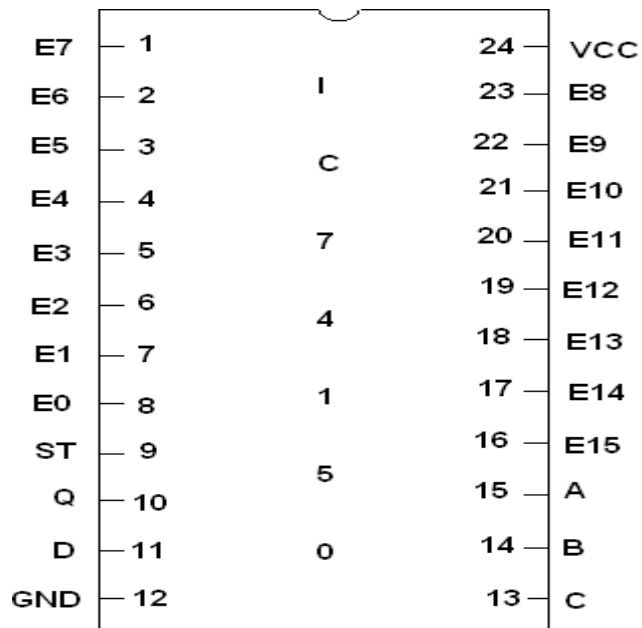 E7 1 24 VCC
I
E6 2 23 E8
E5 3 22 E9
C
E4 4 21 E10
E3 5 7 20 E11
E2 6 19 E12
4
E1 7 18 E13
E0 8 1 17 E14
ST 9 16 E15
5
Q 10 15 A
D 11 0 14 B
GND 12 13 C